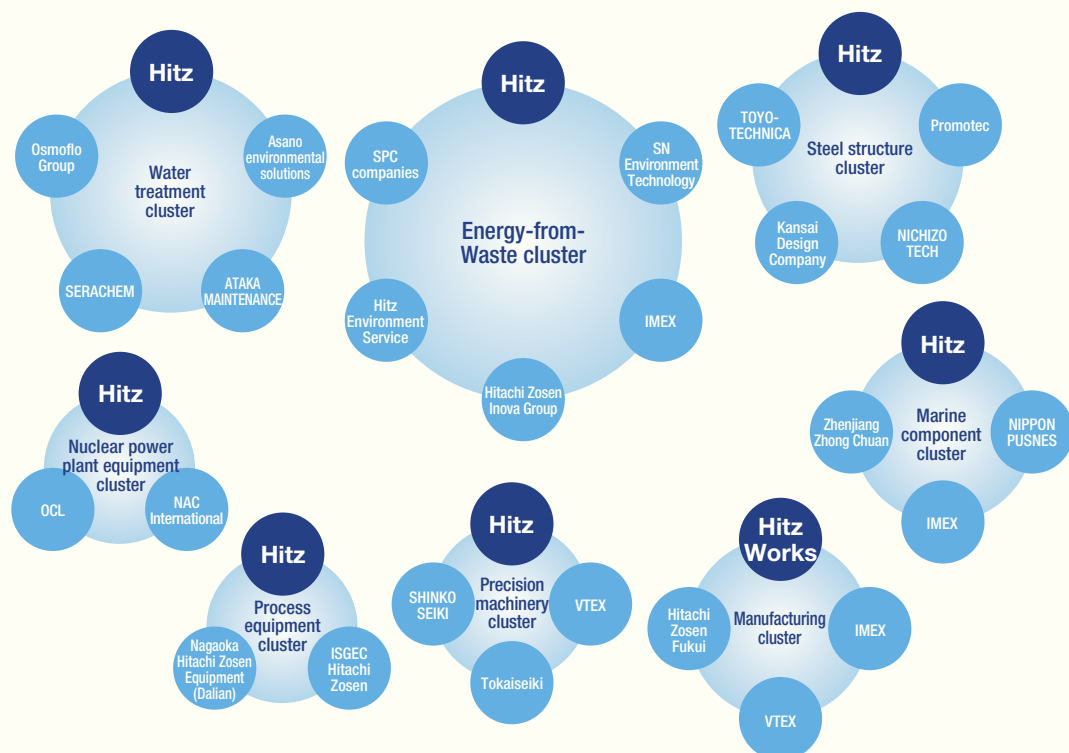 Hitz
Osmoflo
Group
Asano
environmental
solutions
Water
treatment
cluster
SERACHEM
ATAKA
MAINTENANCE
Hitz
SPC
companies
SN
Environment
Technology
Energy-from-
Waste cluster
Hitz
Environment
Service
IMEX
Hitachi Zosen
Inova Group
Hitz
TOYO-
TECHNICA
Promotec
Steel structure
cluster
Kansai
Design
Company
NICHIZO
TECH
Hitz
Nuclear power
plant equipment
cluster
OCL
NAC
International
Hitz
Zhenjiang
Zhong Chuan
Marine
component
cluster
NIPPON
PUSNES
IMEX
Hitz
Process
equipment
cluster
Nagaoka
Hitachi Zosen
Equipment
(Dalian)
ISGEC
Hitachi
Zosen
Hitz
SHINKO
SEIKI
Precision
machinery
cluster
VTEX
Tokaiseiki
Hitz
Works
Hitachi
Zosen
Fukui
Manufacturing
cluster
IMEX
VTEX